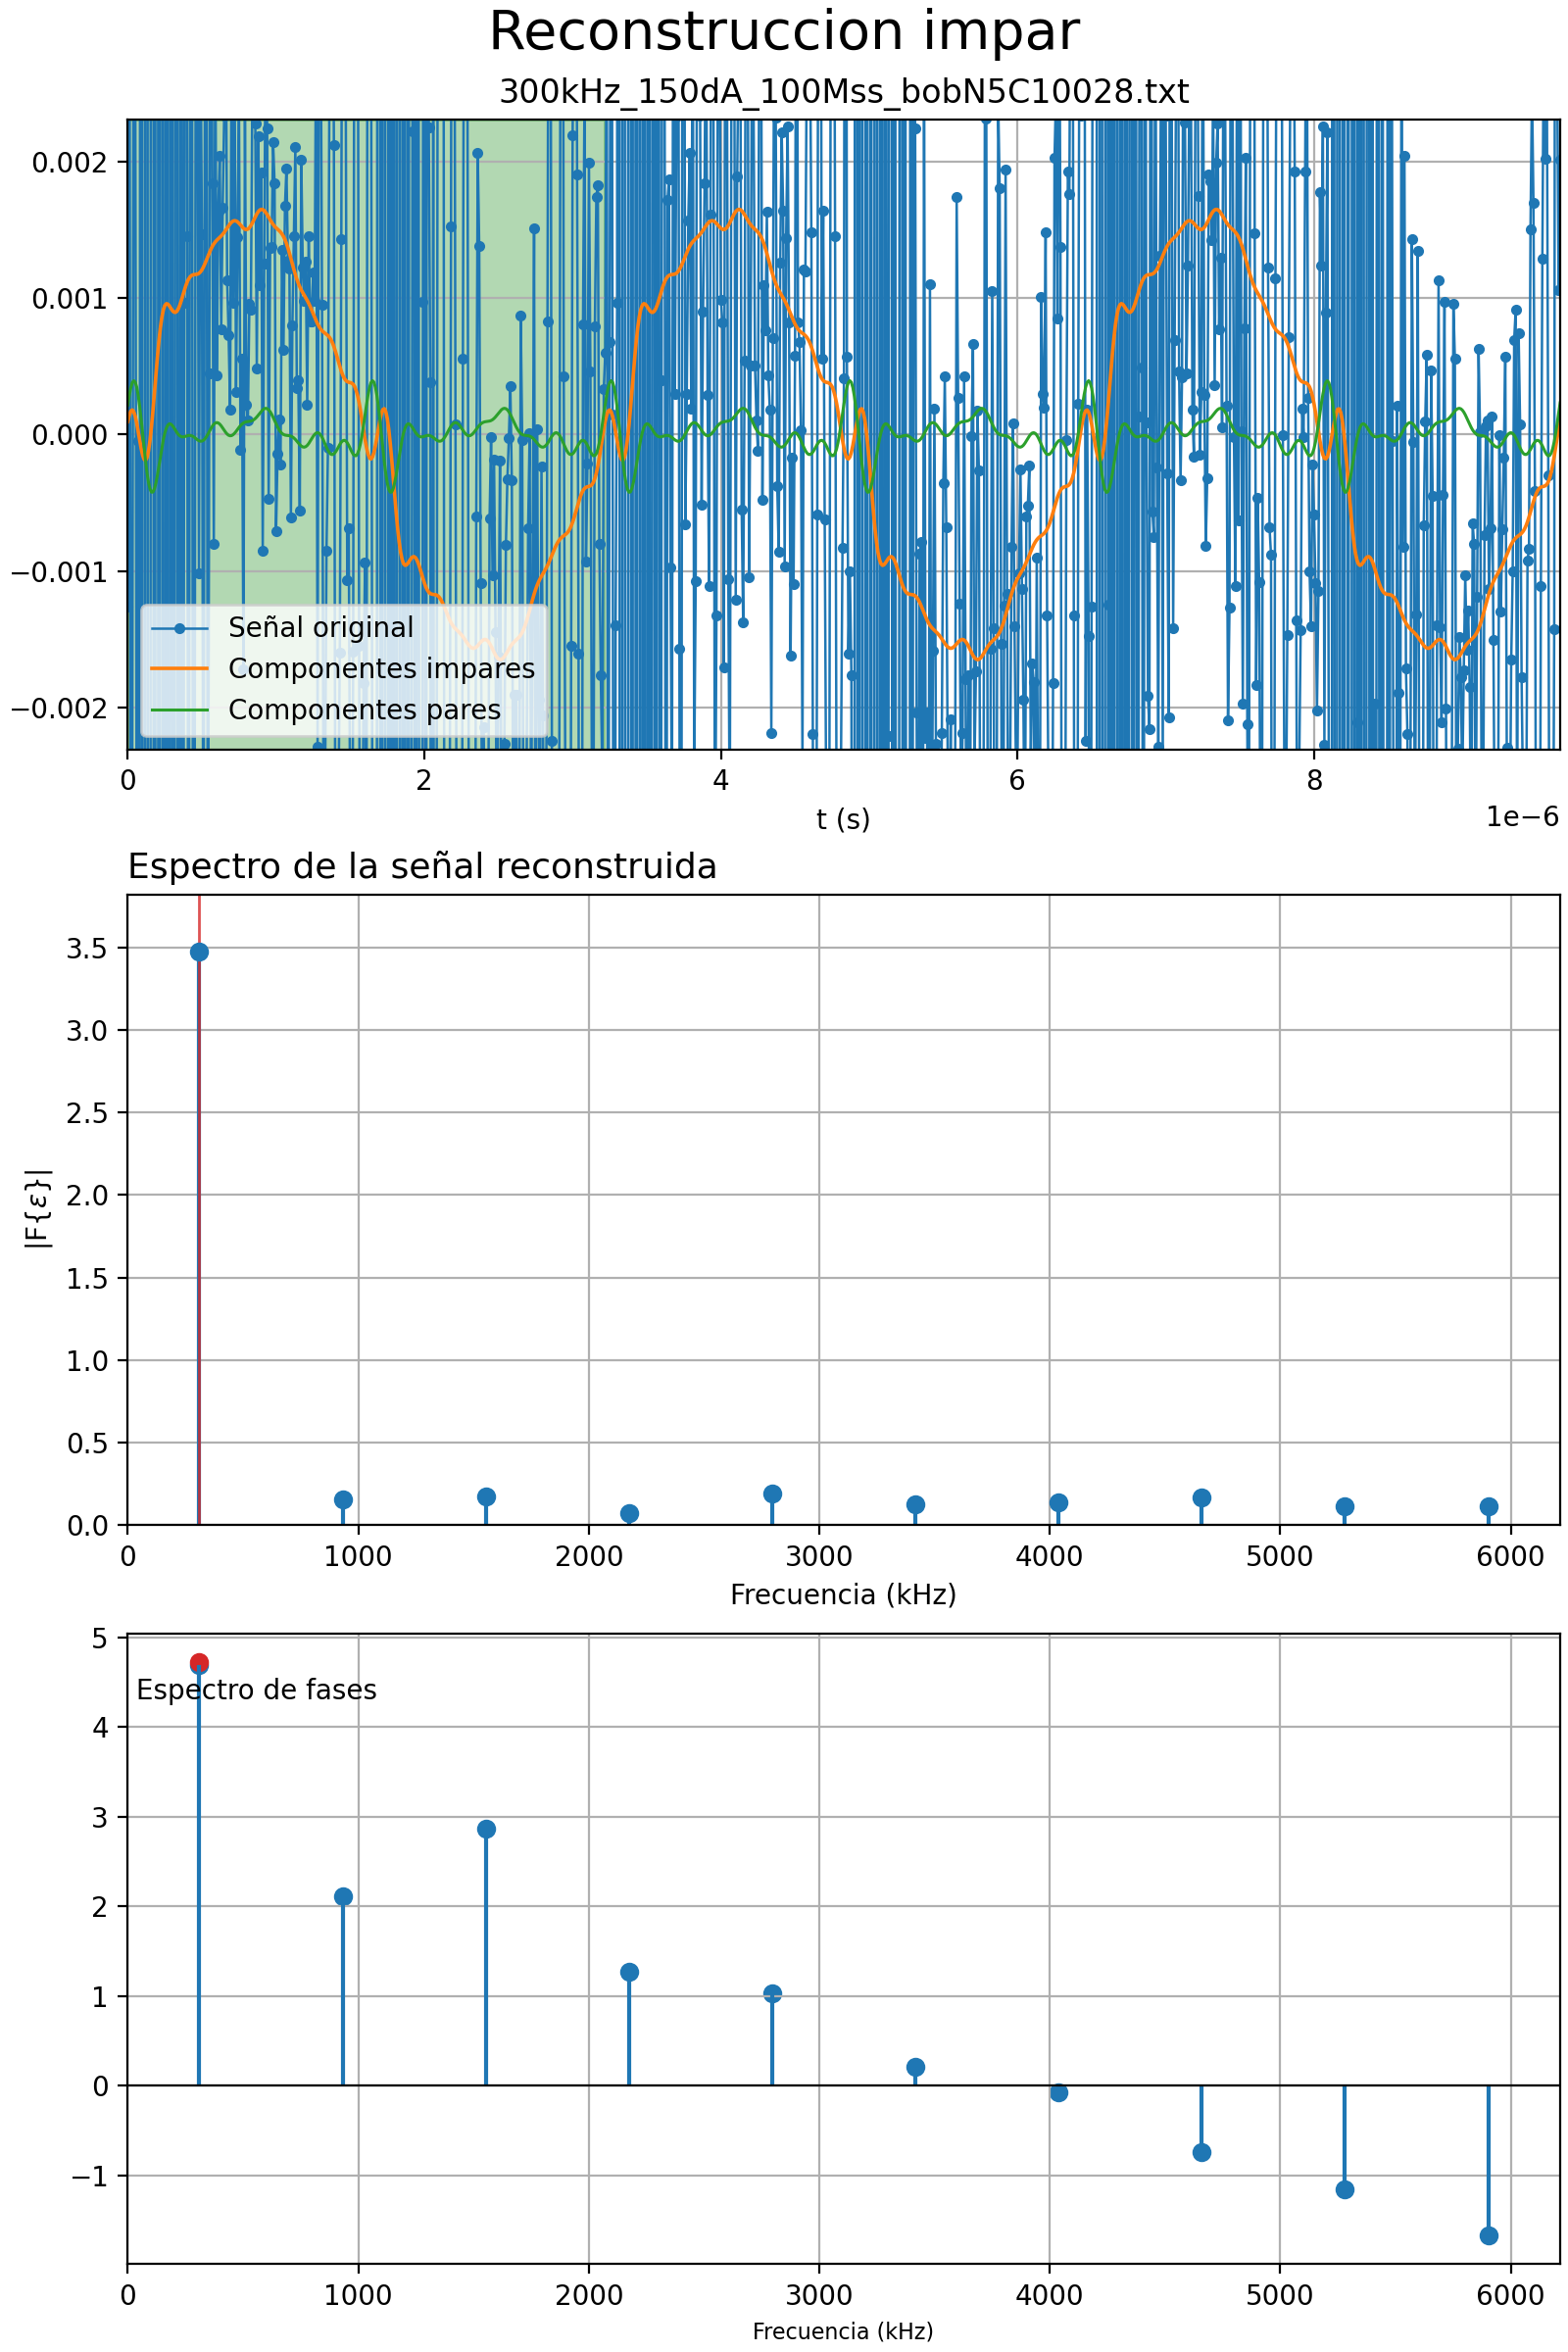 Reconstruccion impar
300kHz_150dA_100Mss_bobN5C10028.txt
0.002
0.001
0.000
−0.001
−0.002
Señal original
Componentes impares
Componentes pares
0 2 4 6 8
t (s)
1e−6
Espectro de la señal reconstruida
|F{ε}|
3.5
3.0
2.5
2.0
1.5
1.0
0.5
0.0
0 1000 2000 3000 4000 5000 6000
Frecuencia (kHz)
5
Espectro de fases
4
3
2
1
0
−1
0 1000 2000 3000 4000 5000 6000
Frecuencia (kHz)